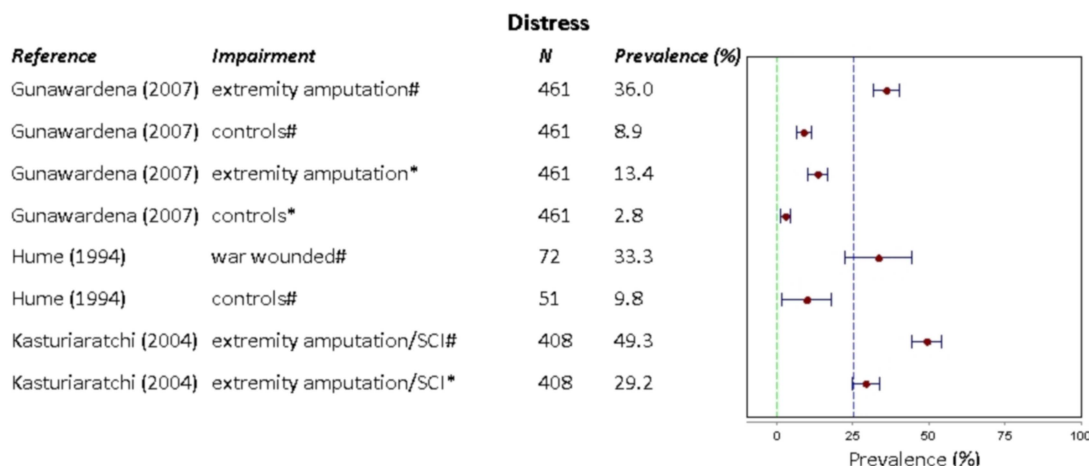 Distress
Reference Impairment N Prevalence (%)
Gunawardena (2007) extremity amputation# 461 36.0
Gunawardena (2007) controls# 461 8.9
Gunawardena (2007) extremity amputation* 461 13.4
Gunawardena (2007) controls* 461 2.8
Hume (1994) war wounded# 72 33.3
Hume (1994) controls# 51 9.8
Kasturiaratchi (2004) extremity amputation/SCI# 408 49.3
Kasturiaratchi (2004) extremity amputation/SCI* 408 29.2
0 25 50 75 100
Prevalence (%)